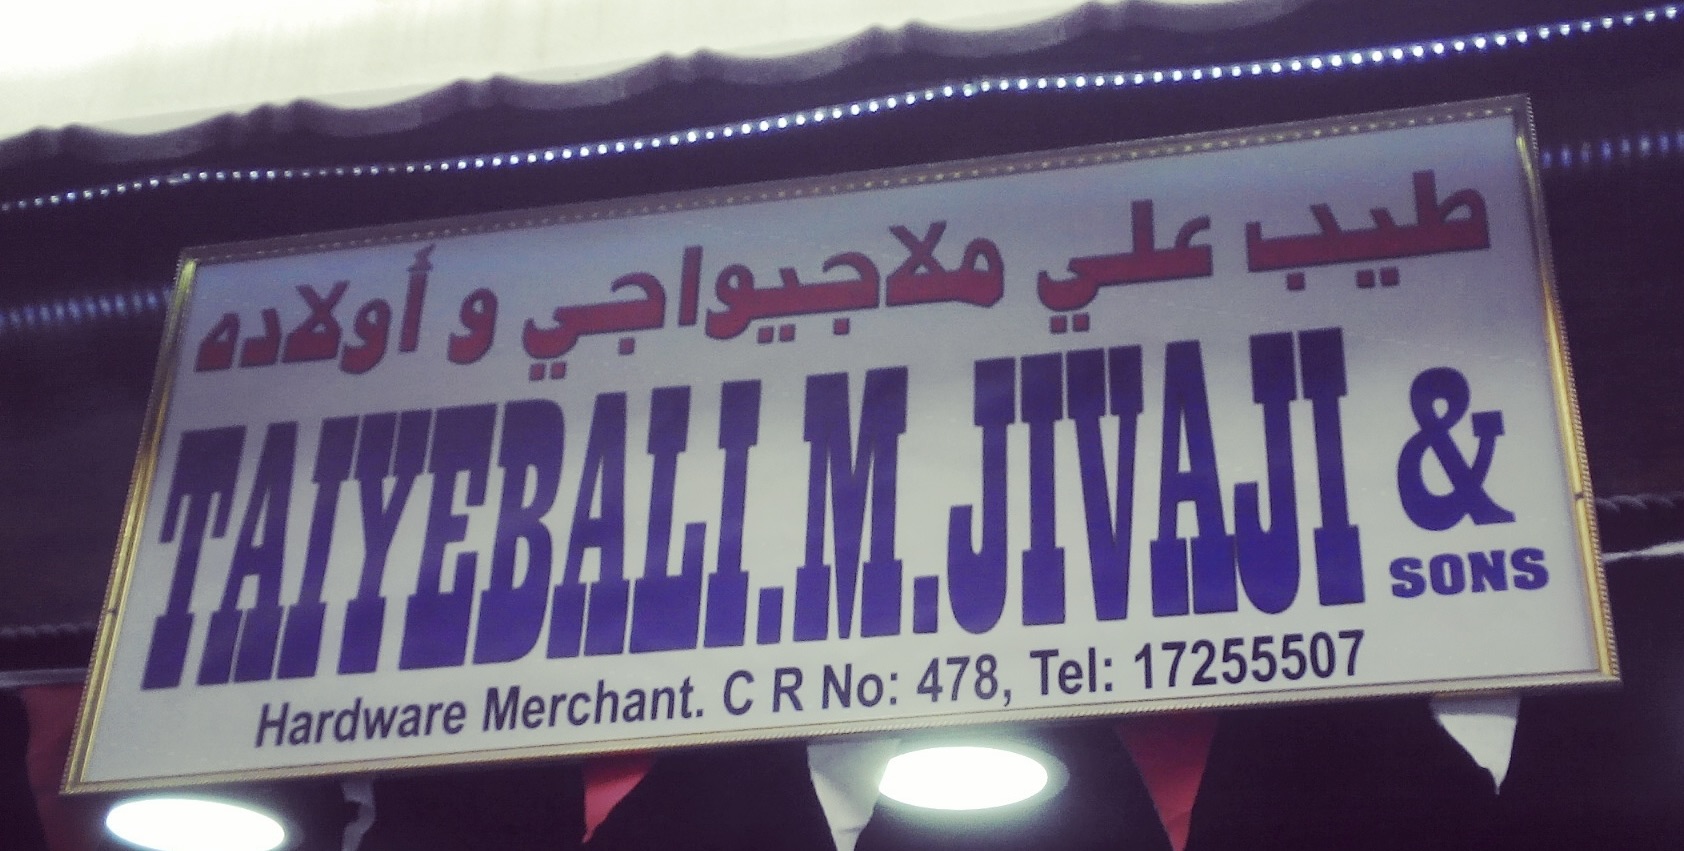 طيب علي ملاجيواجي و أولاده
TAIYEBALI.M.JIVAJI &
SONS
Hardware Merchant. C R No: 478, Tel: 17255507